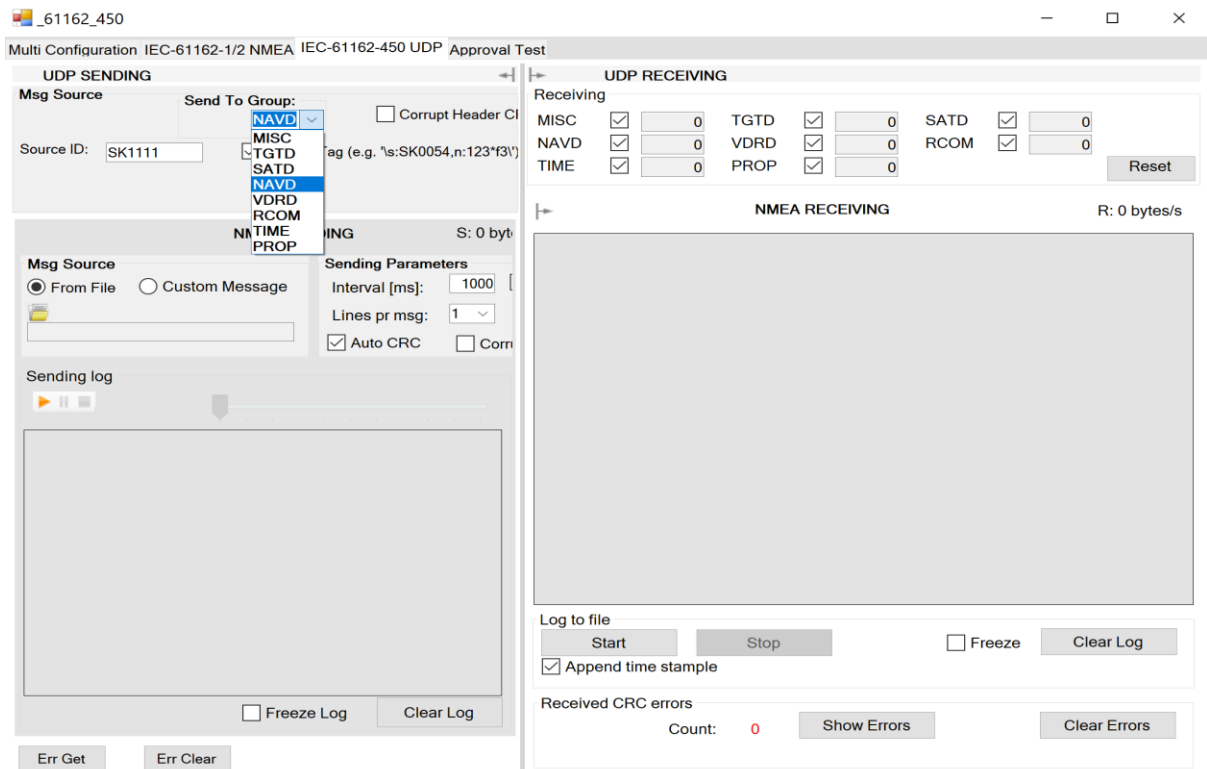 _61162_450
Multi Configuration IEC-61162-1/2 NMEA IEC-61162-450 UDP Approval Test
UDP SENDING
Msg Source
Send To Group:
NAVD
Corrupt Header
MISC
TGTD
SATD
NAVD
VDRD
RCOM
TIME
PROP
Source ID: SK1111
(e.g. '\s:SK0054,n:123*f3\')
S: 0
Msg Source
From File Custom Message
Sending Parameters
Interval [ms]: 1000
Lines pr msg: 1
Auto CRC
Sending log
Freeze Log Clear Log
Err Get Err Clear
UDP RECEIVING
Receiving
MISC 0 TGTD 0 SATD 0
NAVD 0 VDRD 0 RCOM 0
TIME 0 PROP 0
Reset
NMEA RECEIVING R: 0 bytes/s
Log to file
Start Stop Freeze Clear Log
Append time stample
Received CRC errors
Count: 0 Show Errors Clear Errors